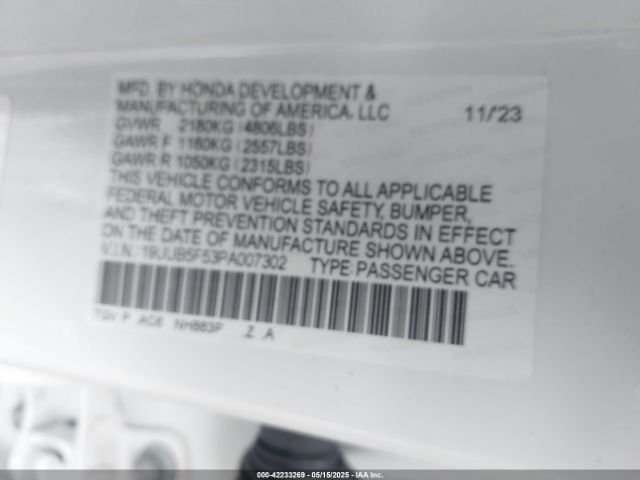 MFD. BY HONDA DEVELOPMENT &
MANUFACTURING OF AMERICA, LLC 11/23
GVWR 2180KG (4806LBS)
GAWR F 1160KG (2557LBS)
GAWR R 1050KG (2315LBS)
THIS VEHICLE CONFORMS TO ALL APPLICABLE
FEDERAL MOTOR VEHICLE SAFETY, BUMPER,
AND THEFT PREVENTION STANDARDS IN EFFECT
ON THE DATE OF MANUFACTURE SHOWN ABOVE.
V.I.N.: 19UUB5F53PA007302 TYPE: PASSENGER CAR
TGV P AC6 NH883P Z A
000-42233269 - 05/15/2025 - IAA Inc.